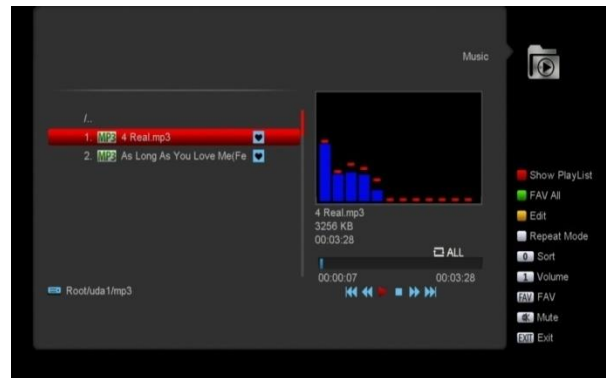 Music
/..
1. MP3 4 Real.mp3
2. MP3 As Long As You Love Me(Fe
4 Real.mp3
3256 KB
00:03:28
ALL
00:00:07 00:03:28
Root/uda1/mp3
Show PlayList
FAV All
Edit
Repeat Mode
0 Sort
1 Volume
FAV FAV
Mute
EXIT Exit